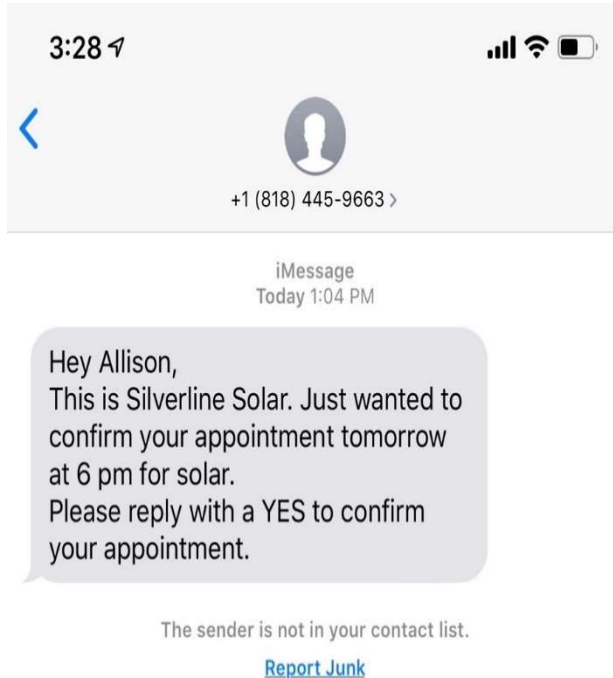 3:28
+1 (818) 445-9663 >
iMessage
Today 1:04 PM
Hey Allison,
This is Silverline Solar. Just wanted to
confirm your appointment tomorrow
at 6 pm for solar.
Please reply with a YES to confirm
your appointment.
The sender is not in your contact list.
Report Junk